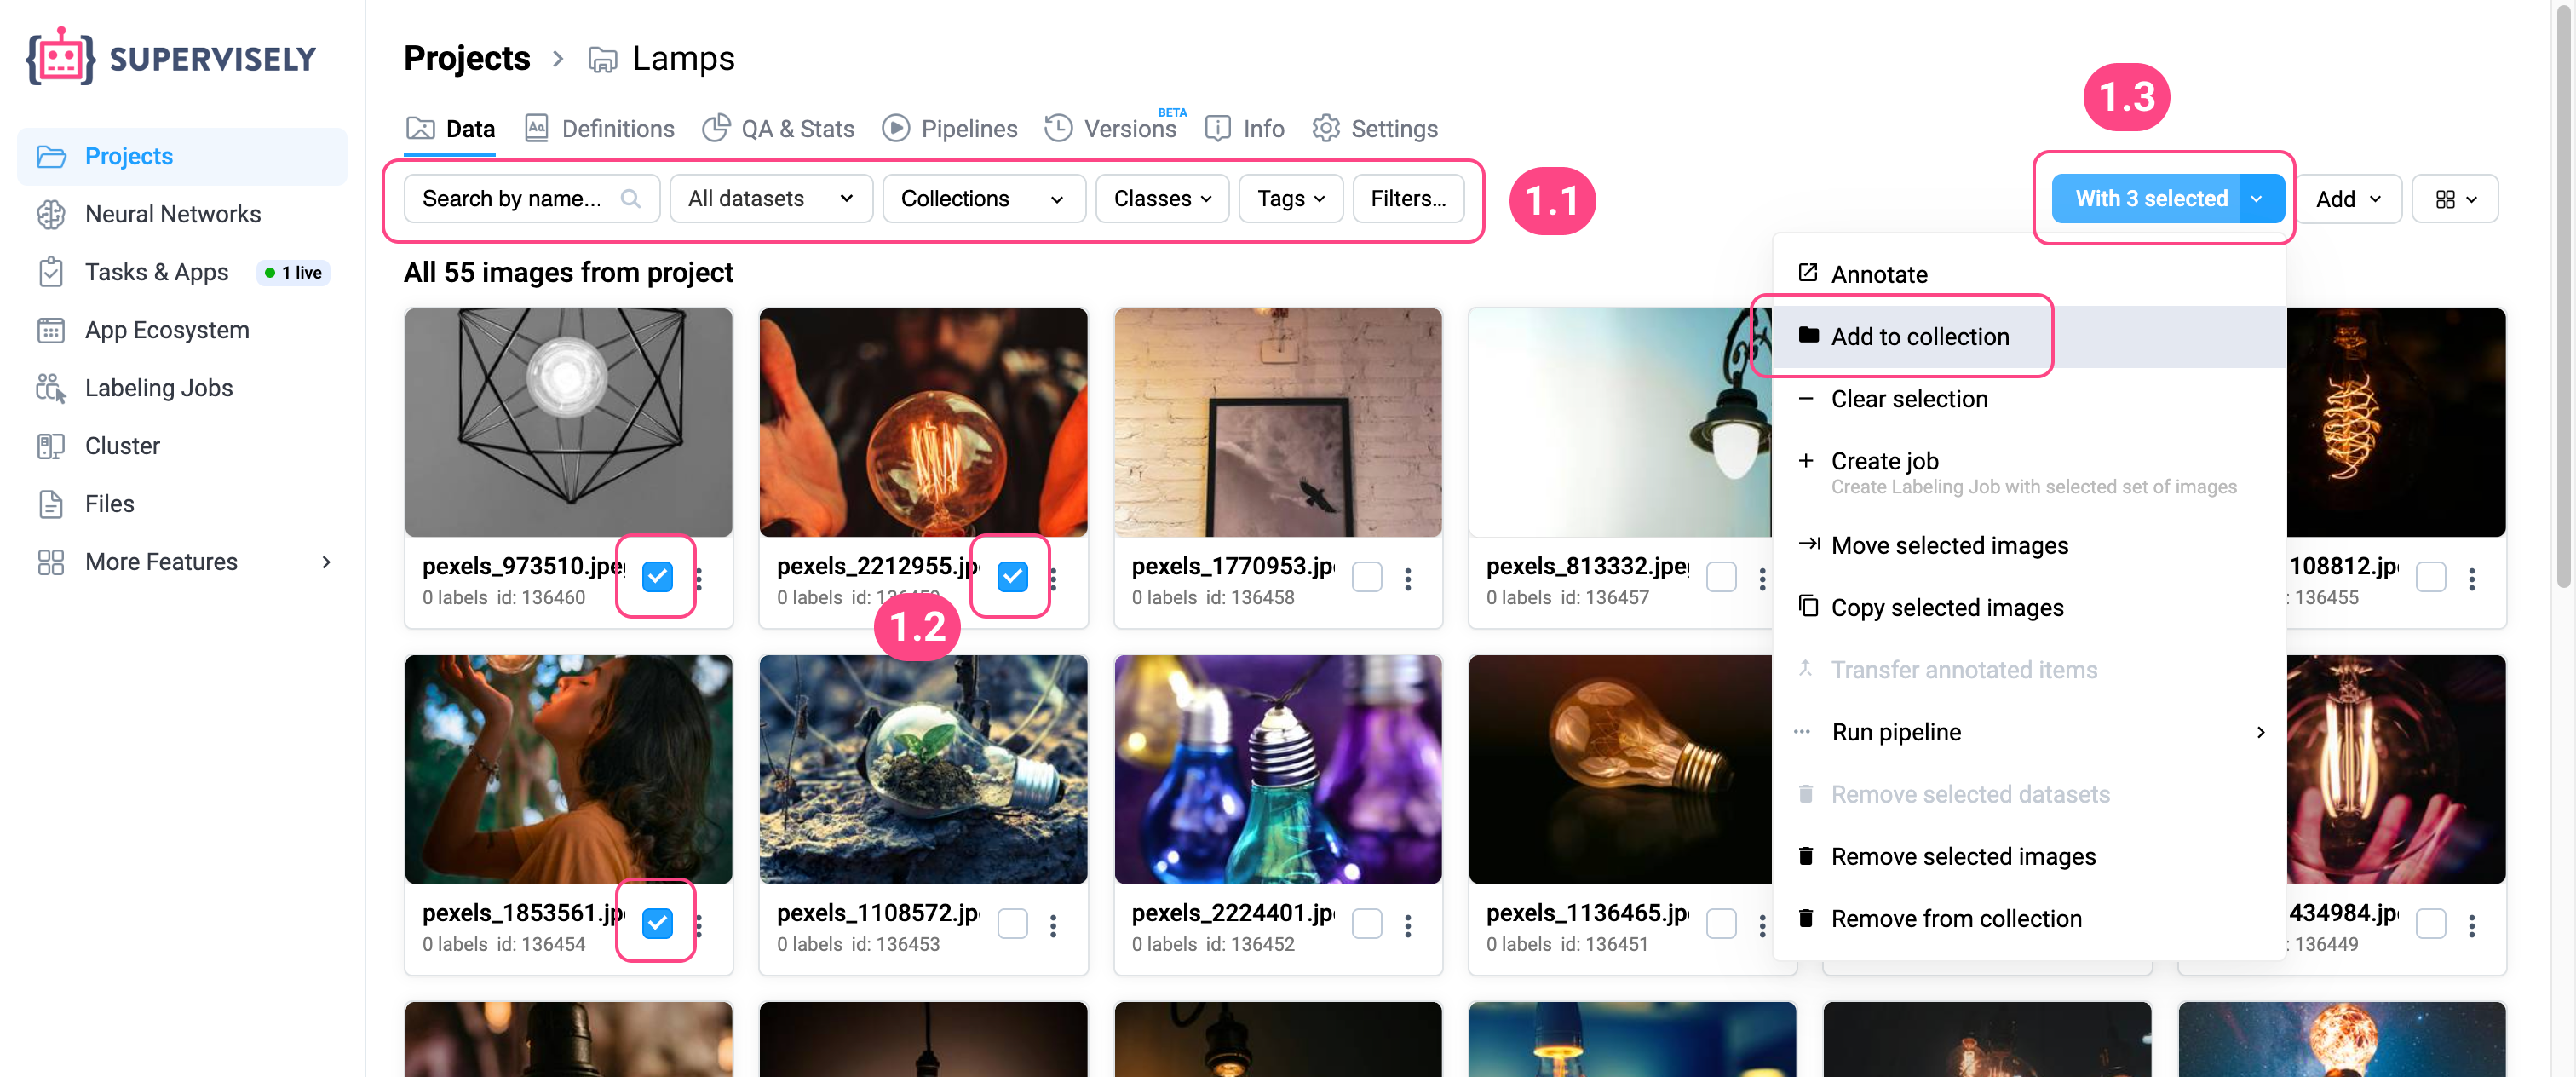 SUPERVISELY
Projects
Neural Networks
Tasks & Apps 1 live
App Ecosystem
Labeling Jobs
Cluster
Files
More Features
Projects > Lamps
Data Definitions QA & Stats Pipelines Versions BETA Info Settings
Search by name... All datasets Collections Classes Tags Filters...
1.1
1.3
With 3 selected Add
All 55 images from project
Annotate
Add to collection
Clear selection
Create job
Create Labeling Job with selected set of images
Move selected images
Copy selected images
Transfer annotated items
Run pipeline
Remove selected datasets
Remove selected images
Remove from collection
pexels_973510.jpe
0 labels id: 136460
pexels_2212955.jp
0 labels id:
1.2
pexels_1770953.jp
0 labels id: 136458
pexels_813332.jpe
0 labels id: 136457
108812.jp
: 136455
pexels_1853561.jp
0 labels id: 136454
pexels_1108572.jp
0 labels id: 136453
pexels_2224401.jp
0 labels id: 136452
pexels_1136465.jp
0 labels id: 136451
434984.jp
: 136449